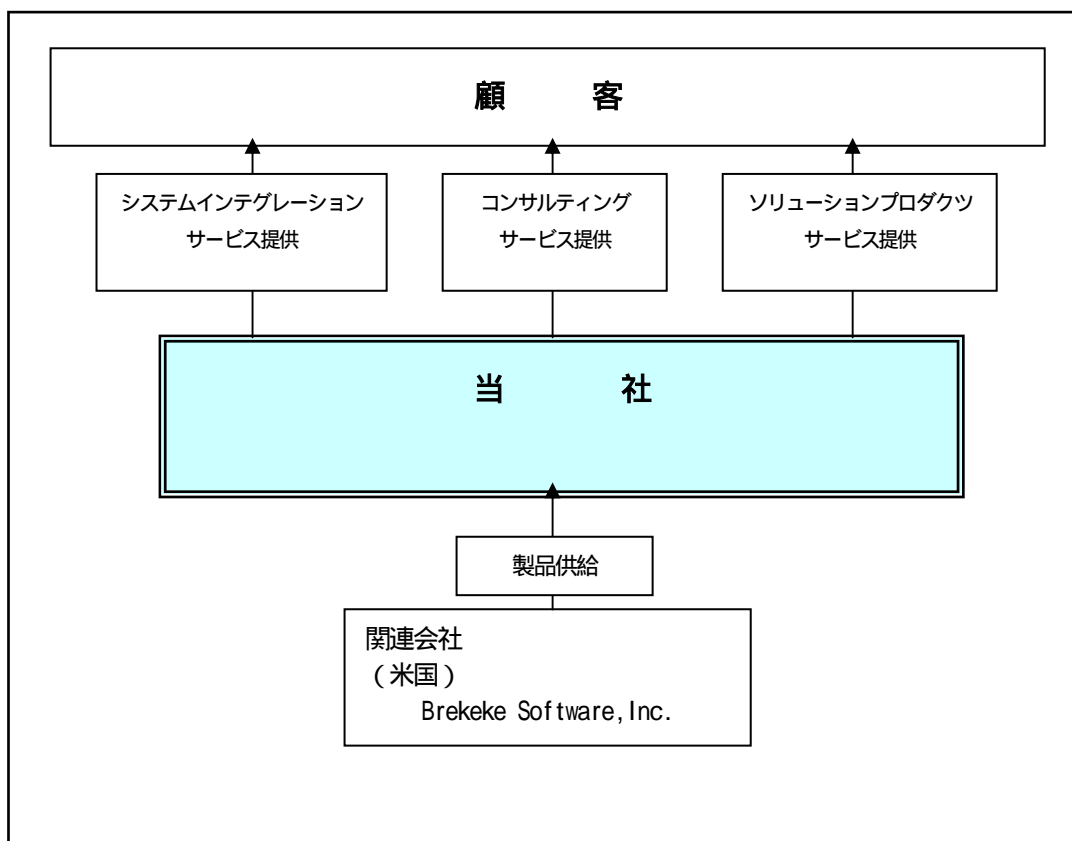 顧 客
システムインテグレーション
サービス提供
コンサルティング
サービス提供
ソリューションプロダクツ
サービス提供
当 社
製品供給
関連会社
（米国）
Brekeke Software,Inc.